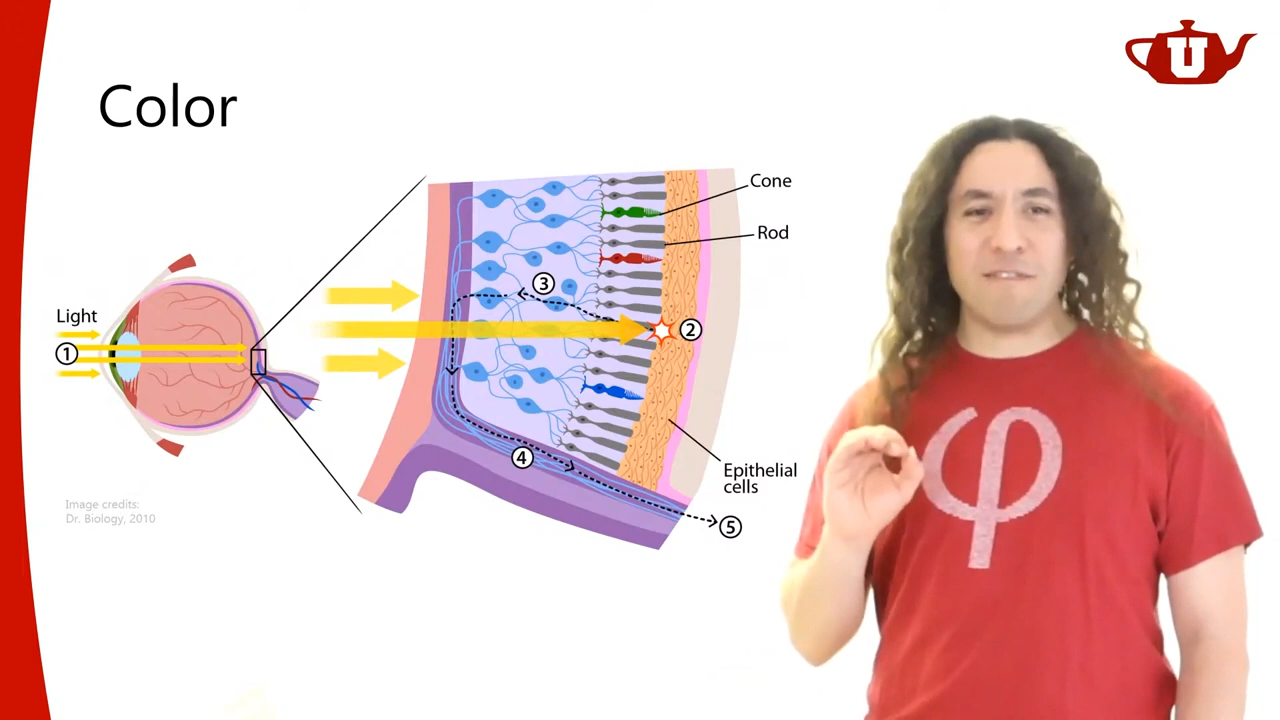 Color
U
Cone
Rod
Light
①
③
②
④
Epithelial
cells
⑤
Image credits:
Dr. Biology, 2010
φ